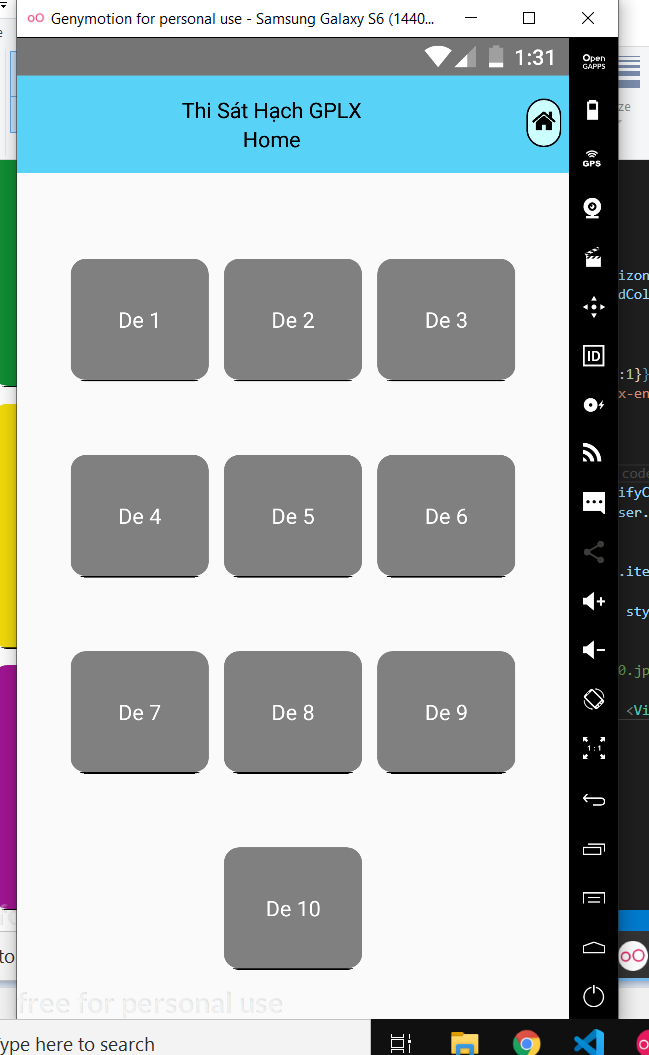 Genymotion for personal use - Samsung Galaxy S6 (1440...
1:31
Open
GAPPS
Thi Sát Hạch GPLX
Home
ze
GPS
izon
dCol
De 1
De 2
De 3
ID
:1}}
x-en
code
ifyC
ser.
De 4
De 5
De 6
.ite
sty
0.jp
De 7
De 8
De 9
<Vi
1:1
De 10
to
free for personal use
ype here to search